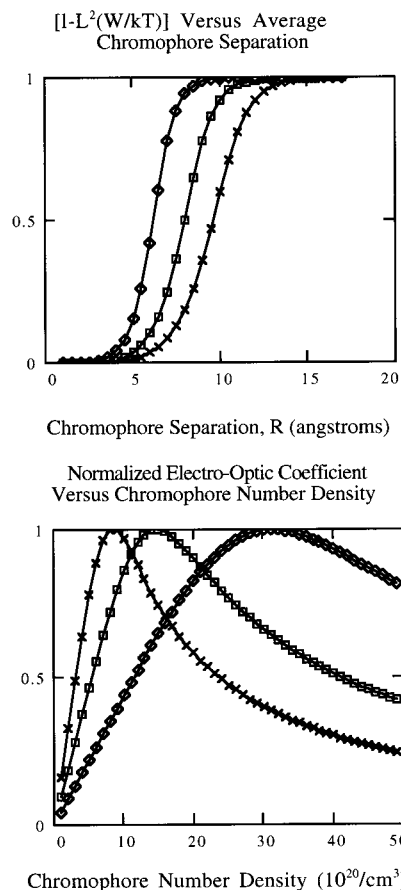 [1-L²(W/kT)] Versus Average
Chromophore Separation
1
0.5
0
0 5 10 15 20
Chromophore Separation, R (angstroms)
Normalized Electro-Optic Coefficient
Versus Chromophore Number Density
1
0.5
0
0 10 20 30 40 50
Chromophore Number Density (10²⁰/cm³